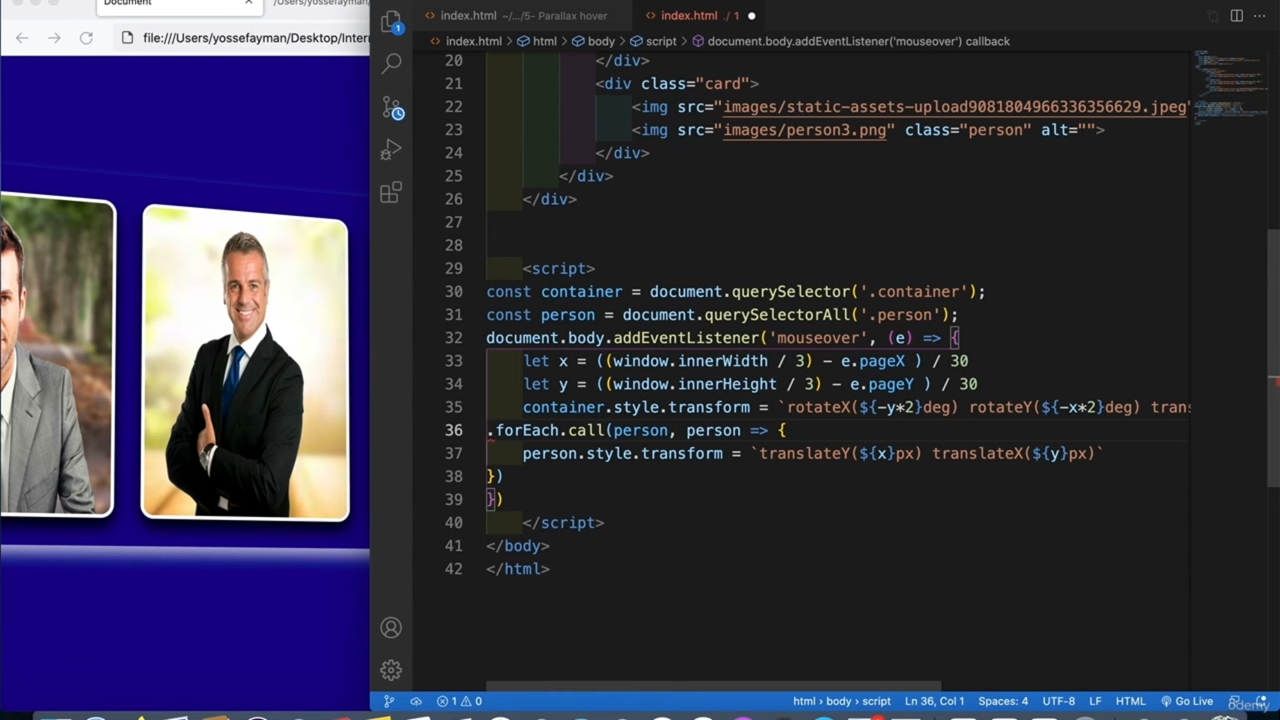 Document
/Users/yossefayman/
file:///Users/yossefayman/Desktop/Inter
index.html ~/.../5- Parallax hover
index.html ./ 1
index.html > html > body > script > document.body.addEventListener('mouseover') callback
20 </div>
21 <div class="card">
22 <img src="images/static-assets-upload9081804966336356629.jpeg"
23 <img src="images/person3.png" class="person" alt="">
24 </div>
25 </div>
26 </div>
27
28
29 <script>
30 const container = document.querySelector('.container');
31 const person = document.querySelectorAll('.person');
32 document.body.addEventListener('mouseover', (e) => {
33 let x = ((window.innerWidth / 3) - e.pageX ) / 30
34 let y = ((window.innerHeight / 3) - e.pageY ) / 30
35 container.style.transform = `rotateX(${-y*2}deg) rotateY(${-x*2}deg) trans
36 .forEach.call(person, person => {
37 person.style.transform = `translateY(${x}px) translateX(${y}px)`
38 })
39 })
40 </script>
41 </body>
42 </html>
1
1 0
html > body > script
Ln 36, Col 1
Spaces: 4
UTF-8
LF
HTML
Go Live
udemy